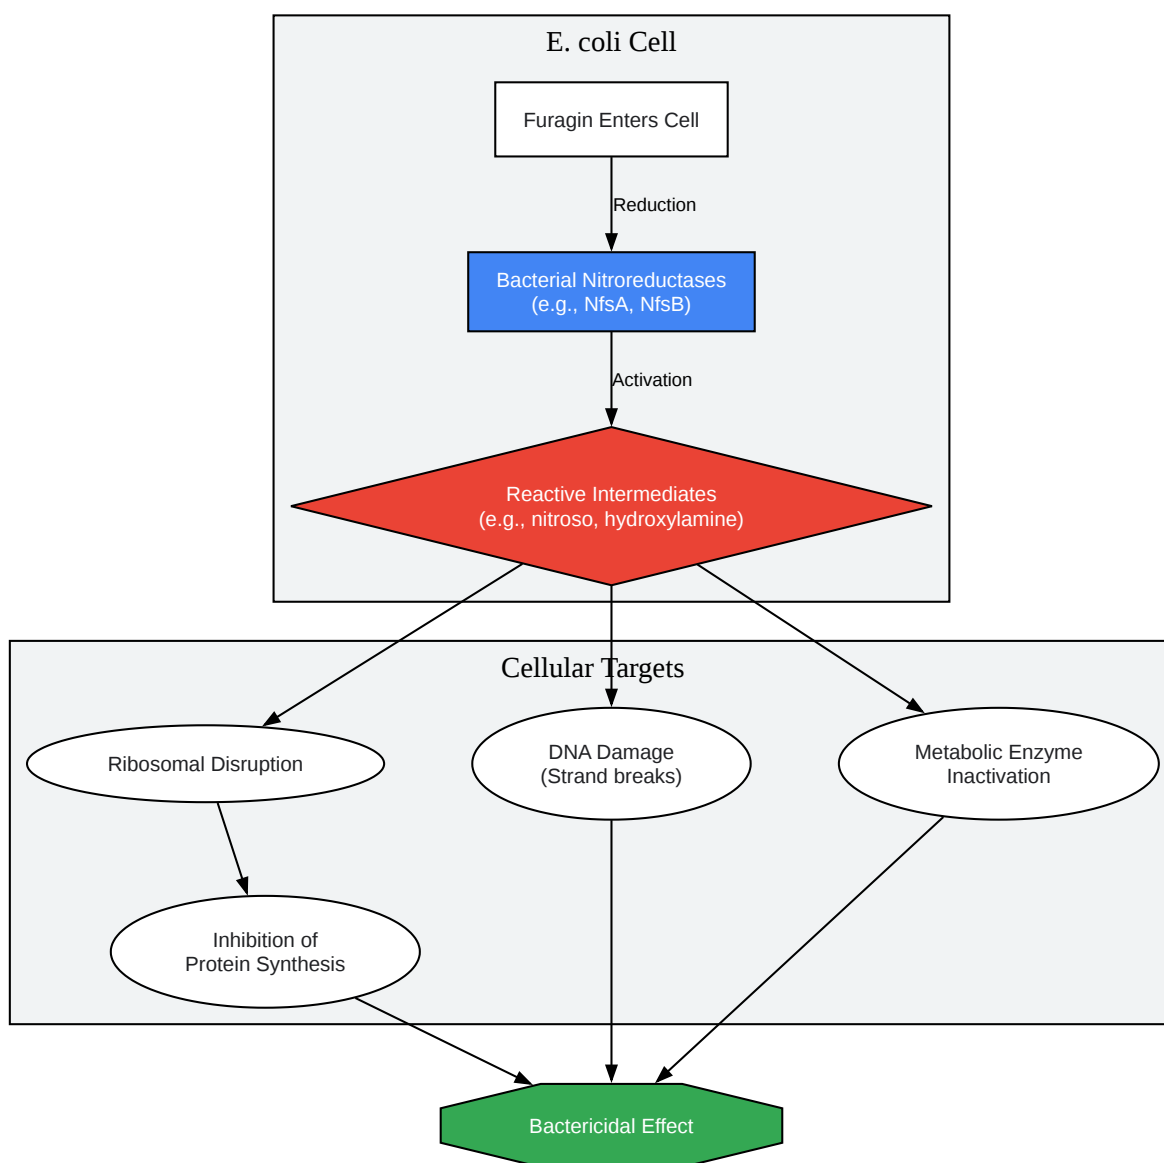 E. coli Cell
Furagin Enters Cell
Reduction
Bacterial Nitroreductases
(e.g., NfsA, NfsB)
Activation
Reactive Intermediates
(e.g., nitroso, hydroxylamine)
Cellular Targets
Ribosomal Disruption
DNA Damage
(Strand breaks)
Metabolic Enzyme
Inactivation
Inhibition of
Protein Synthesis
Bactericidal Effect